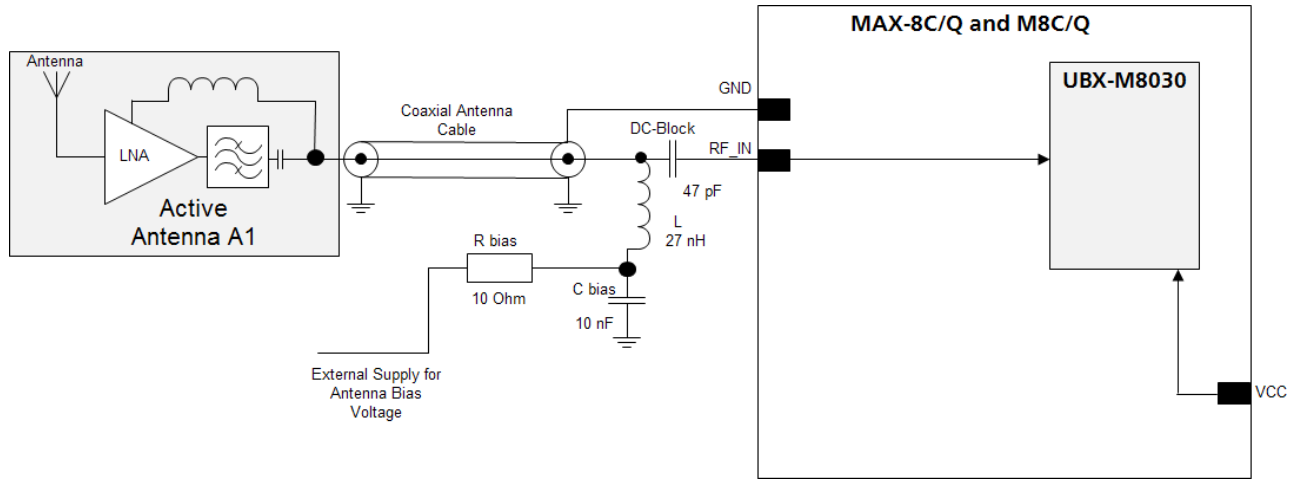 MAX-8C/Q and M8C/Q
Antenna
UBX-M8030
GND
Coaxial Antenna
Cable
DC-Block
LNA
RF_IN
47 pF
Active
Antenna A1
L
27 nH
R bias
10 Ohm
C bias
10 nF
External Supply for
Antenna Bias
Voltage
VCC